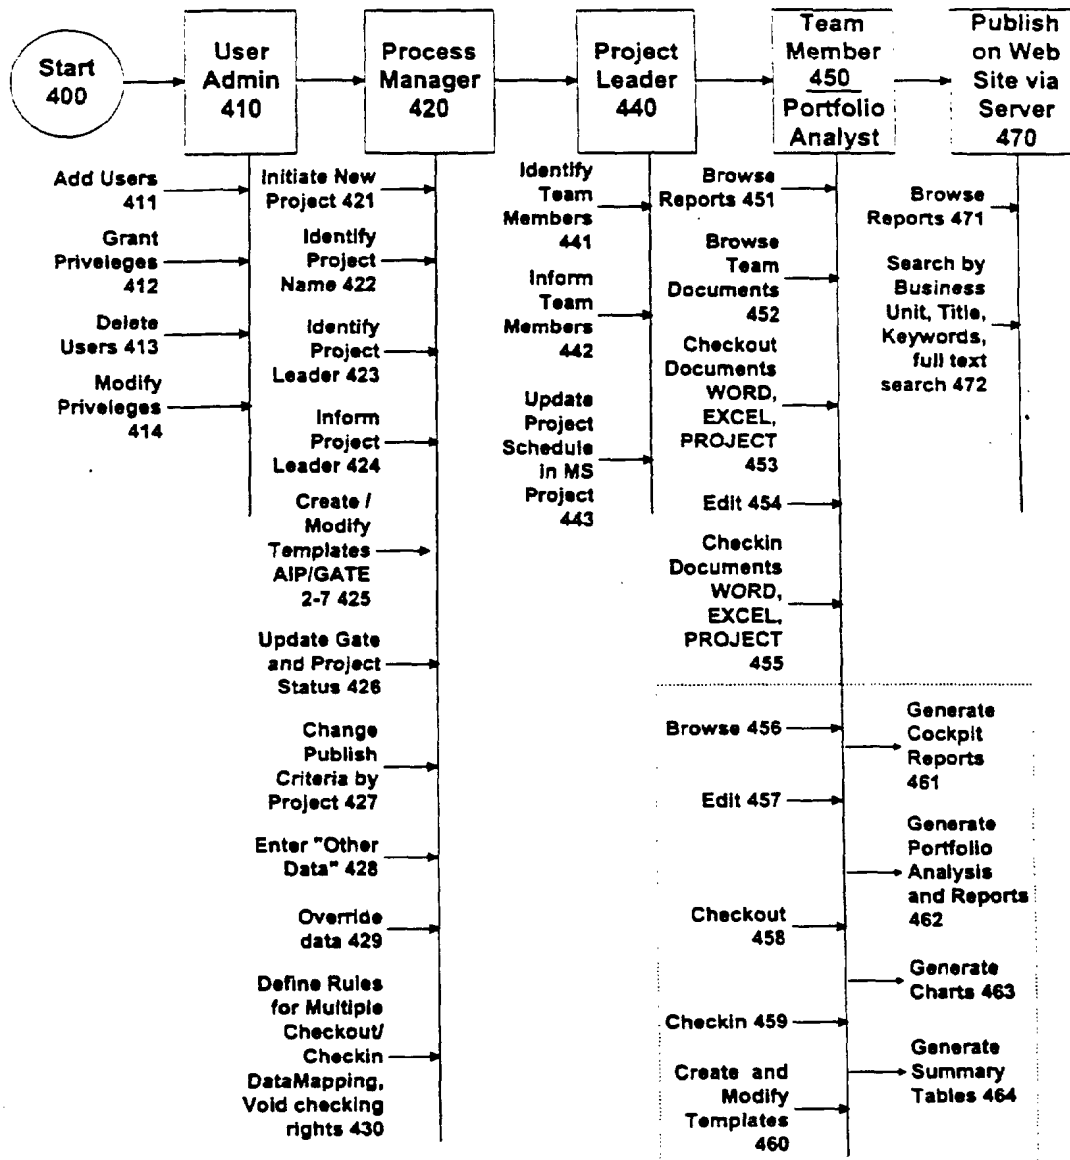 Start
400
User
Admin
410
Process
Manager
420
Project
Leader
440
Team
Member
450
Portfolio
Analyst
Publish
on Web
Site via
Server
470
Add Users
411
Grant
Priveleges
412
Delete
Users 413
Modify
Priveleges
414
Initiate New
Project 421
Identify
Project
Name 422
Identify
Project
Leader 423
Inform
Project
Leader 424
Create /
Modify
Templates
AIP/GATE
2-7 425
Update Gate
and Project
Status 426
Change
Publish
Criteria by
Project 427
Enter "Other
Data" 428
Override
data 429
Define Rules
for Multiple
Checkout/
Checkin
DataMapping,
Void checking
rights 430
Identify
Team
Members
441
Inform
Team
Members
442
Update
Project
Schedule
in MS
Project
443
Browse
Reports 451
Browse
Team
Documents
452
Checkout
Documents
WORD,
EXCEL,
PROJECT
453
Edit 454
Checkin
Documents
WORD,
EXCEL,
PROJECT
455
Browse 456
Edit 457
Checkout
458
Checkin 459
Create and
Modify
Templates
460
Generate
Cockpit
Reports
461
Generate
Portfolio
Analysis
and Reports
462
Generate
Charts 463
Generate
Summary
Tables 464
Browse
Reports 471
Search by
Business
Unit, Title,
Keywords,
full text
search 472